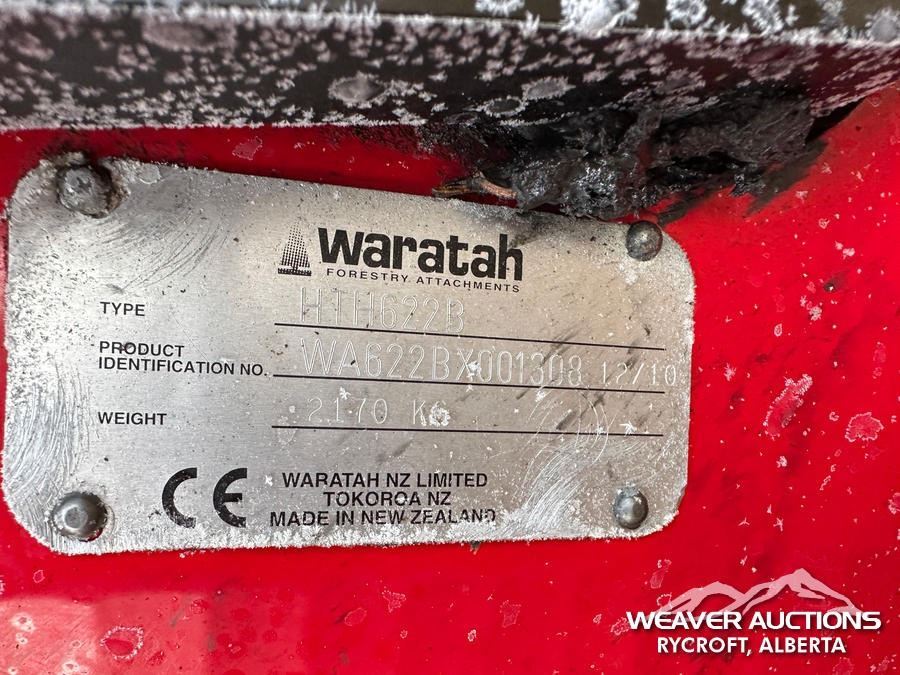 Waratah
FORESTRY ATTACHMENTS
TYPE HTH622B
PRODUCT
IDENTIFICATION NO. WA622BX001308 12/10
WEIGHT 2170 KG
CE WARATAH NZ LIMITED
TOKOROA NZ
MADE IN NEW ZEALAND
WEAVER AUCTIONS
RYCROFT, ALBERTA